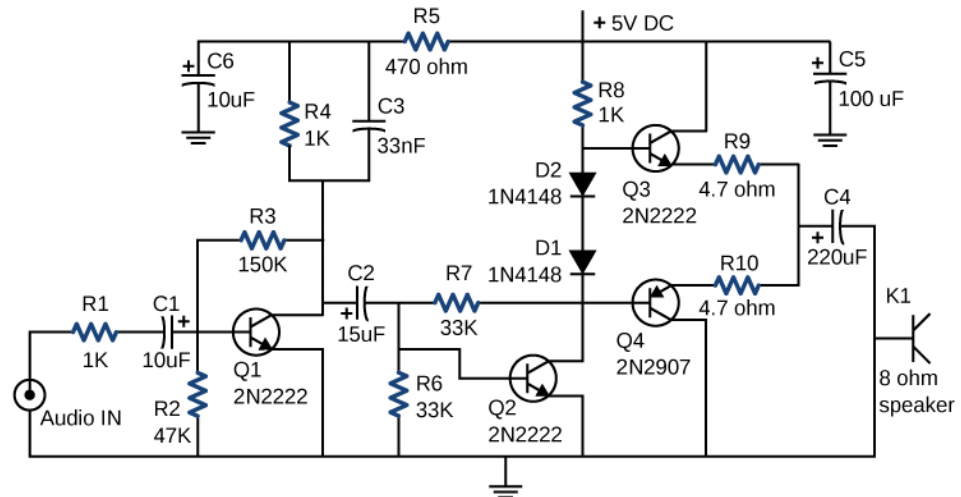 R5
470 ohm
+ 5V DC
+ C6
10uF
R4
1K
C3
33nF
R8
1K
+ C5
100 uF
D2
1N4148
Q3
2N2222
R9
4.7 ohm
C4
+
220uF
R3
150K
D1
1N4148
R10
4.7 ohm
R1
1K
C1
+
10uF
C2
+
15uF
R7
33K
Q4
2N2907
K1
8 ohm
speaker
Q1
2N2222
R2
47K
Audio IN
R6
33K
Q2
2N2222